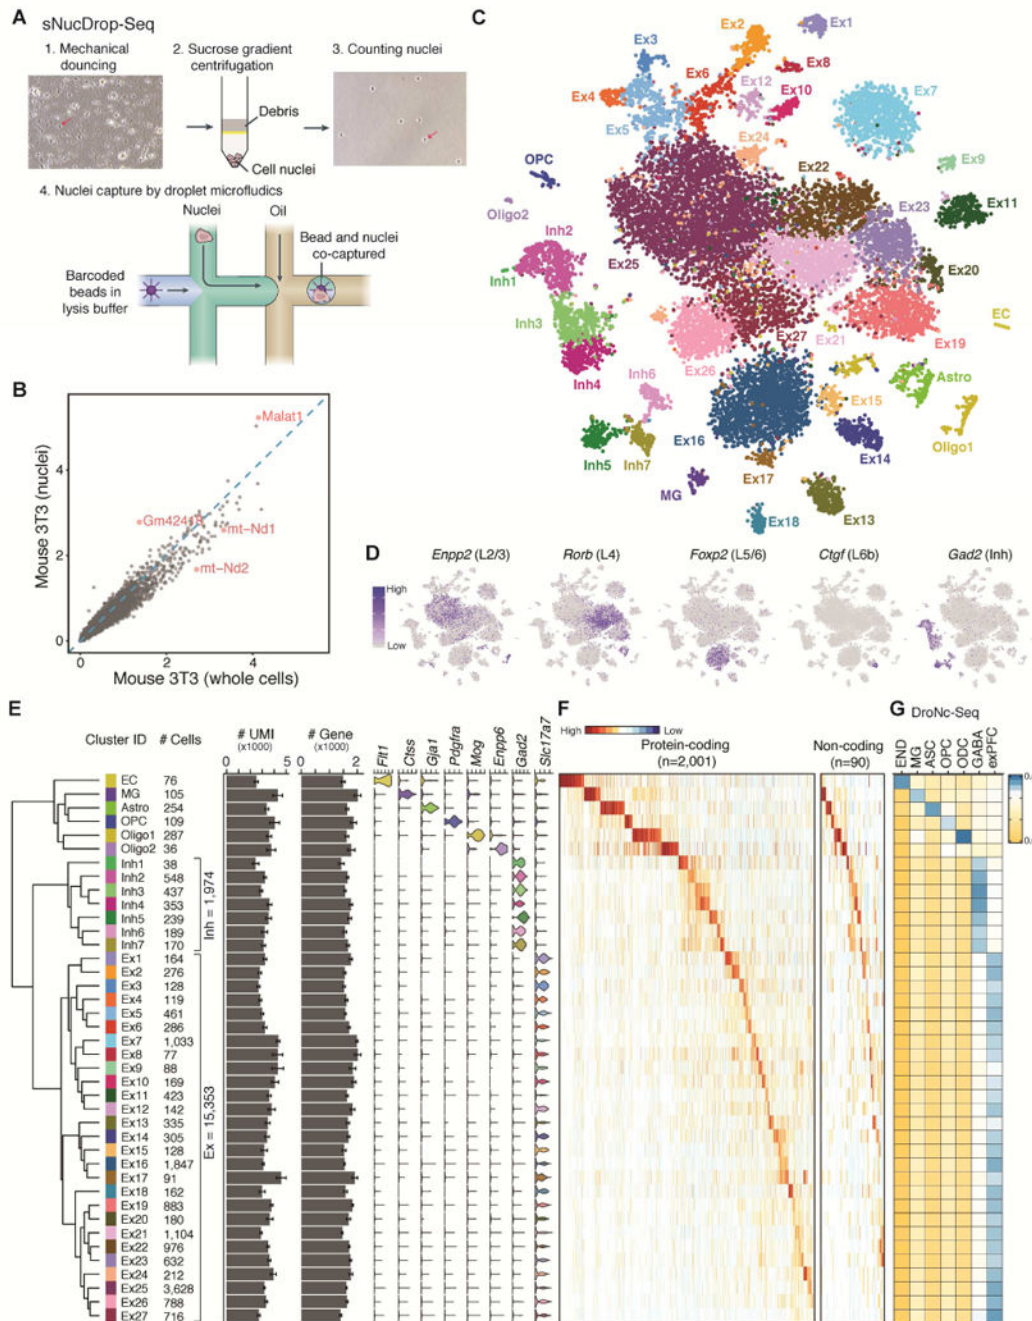 A
sNucDrop-Seq
1. Mechanical
douncing
2. Sucrose gradient
centrifugation
3. Counting nuclei
Debris
Cell nuclei
4. Nuclei capture by droplet microfludics
Nuclei
Oil
Bead and nuclei
co-captured
Barcoded
beads in
lysis buffer
B
Mouse 3T3 (nuclei)
4
2
0
Malat1
Gm42418
mt-Nd1
mt-Nd2
0 2 4
Mouse 3T3 (whole cells)
C
Ex2
Ex1
Ex3
Ex8
Ex6
Ex12
Ex4
Ex10
Ex7
Ex5
Ex24
OPC
Ex22
Ex9
Oligo2
Ex23
Ex11
Inh2
Ex25
Ex20
Inh1
EC
Inh3
Ex27
Ex21
Ex19
Inh4
Inh6
Ex26
Astro
Ex15
Ex16
Oligo1
Inh5
Inh7
Ex14
Ex17
MG
Ex18
Ex13
D
Enpp2 (L2/3)
Rorb (L4)
Foxp2 (L5/6)
Ctgf (L6b)
Gad2 (Inh)
High
Low
E
Cluster ID # Cells
# UMI
(x1000)
0 5
# Gene
(x1000)
0 2
Flt1
Ctss
Gja1
Pdgfra
Mog
Enpp6
Gad2
Slc17a7
EC 76
MG 105
Astro 254
OPC 109
Oligo1 287
Oligo2 36
Inh1 38
Inh2 548
Inh3 437
Inh4 353
Inh5 239
Inh6 189
Inh7 170
Ex1 164
Ex2 276
Ex3 128
Ex4 119
Ex5 461
Ex6 286
Ex7 1,033
Ex8 77
Ex9 88
Ex10 169
Ex11 423
Ex12 142
Ex13 335
Ex14 305
Ex15 128
Ex16 1,847
Ex17 91
Ex18 162
Ex19 883
Ex20 180
Ex21 1,104
Ex22 976
Ex23 632
Ex24 212
Ex25 3,628
Ex26 788
Ex27 716
Inh = 1,974
Ex = 15,353
F
High Low
Protein-coding
(n=2,001)
Non-coding
(n=90)
G
DroNc-Seq
END
MG
ASC
OPC
ODC
GABA
exPFC